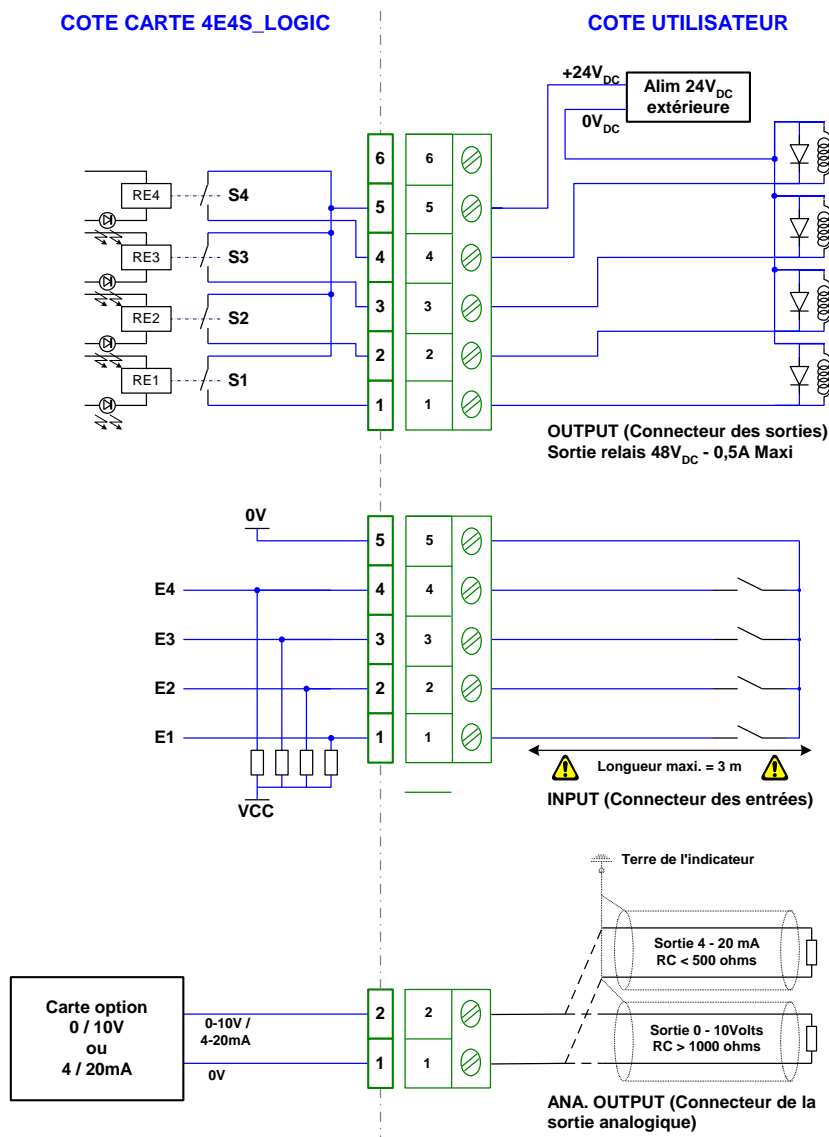 COTE CARTE 4E4S_LOGIC
COTE UTILISATEUR
+24VDC
Alim 24VDC
extérieure
0VDC
6
6
RE4
S4
5
5
RE3
S3
4
4
RE2
S2
3
3
2
2
RE1
S1
1
1
OUTPUT (Connecteur des sorties)
Sortie relais 48VDC - 0,5A Maxi
0V
5
5
E4
4
4
E3
3
3
E2
2
2
E1
1
1
Longueur maxi. = 3 m
VCC
INPUT (Connecteur des entrées)
Terre de l'indicateur
Sortie 4 - 20 mA
RC < 500 ohms
Carte option
0 / 10V
ou
4 / 20mA
0-10V /
4-20mA
0V
2
2
1
1
Sortie 0 - 10Volts
RC > 1000 ohms
ANA. OUTPUT (Connecteur de la
sortie analogique)